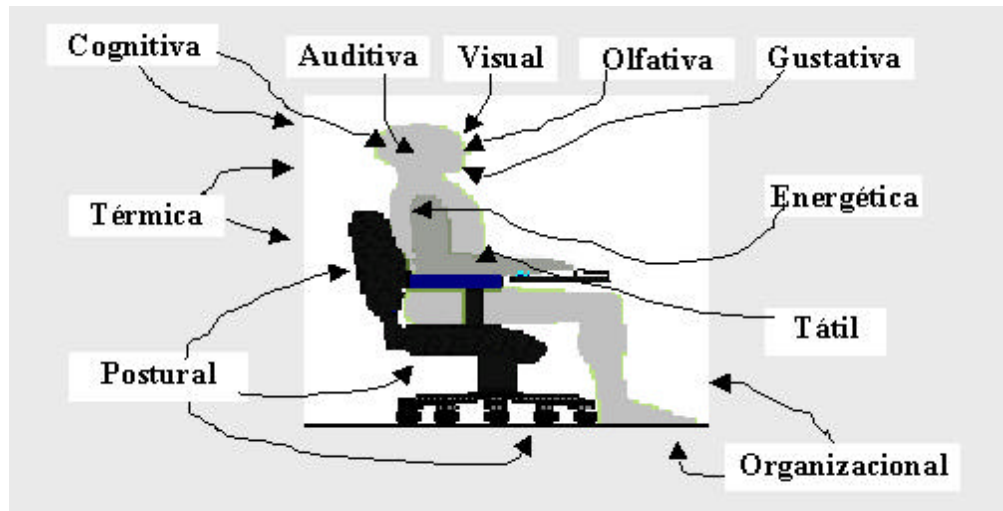 Cognitiva
Auditiva
Visual
Olfativa
Gustativa
Térmica
Energética
Tátil
Postural
Organizacional